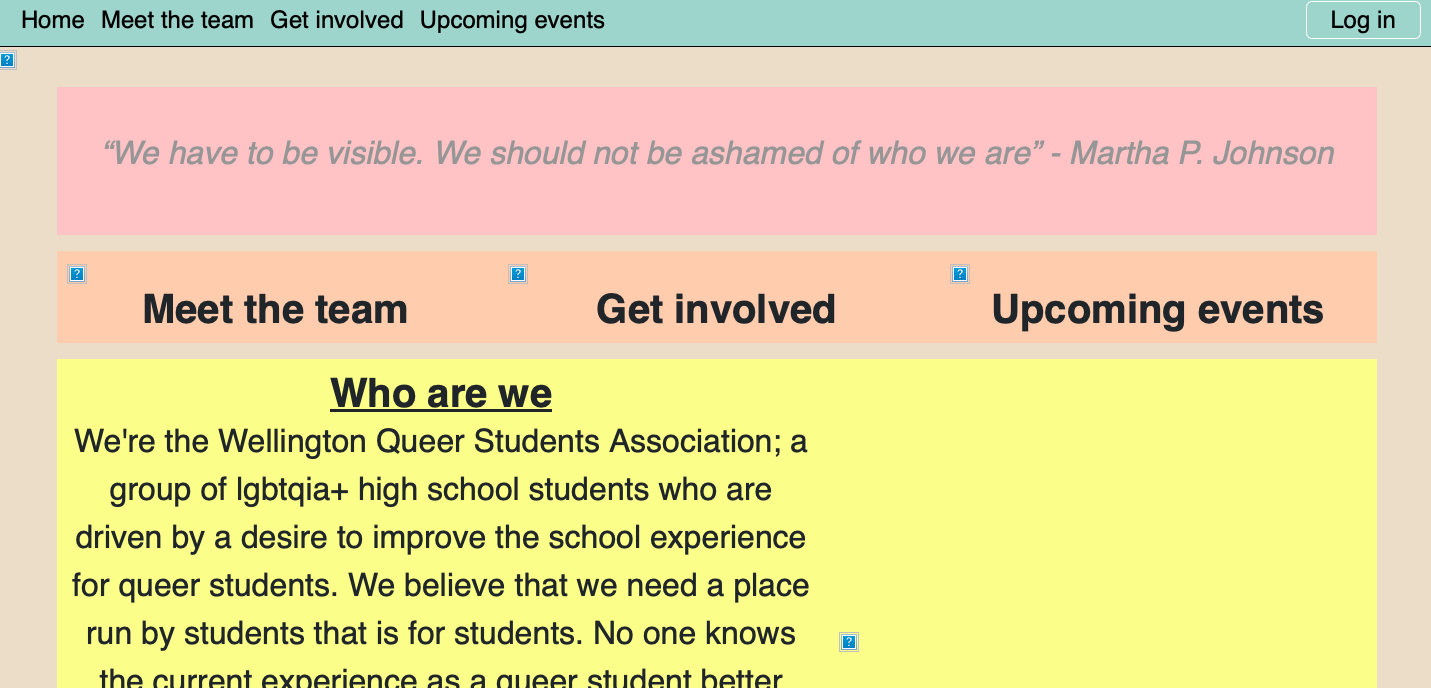 Home Meet the team Get involved Upcoming events Log in
“We have to be visible. We should not be ashamed of who we are” - Martha P. Johnson
Meet the team Get involved Upcoming events
Who are we
We're the Wellington Queer Students Association; a
group of lgbtqia+ high school students who are
driven by a desire to improve the school experience
for queer students. We believe that we need a place
run by students that is for students. No one knows
the current experience as a queer student better